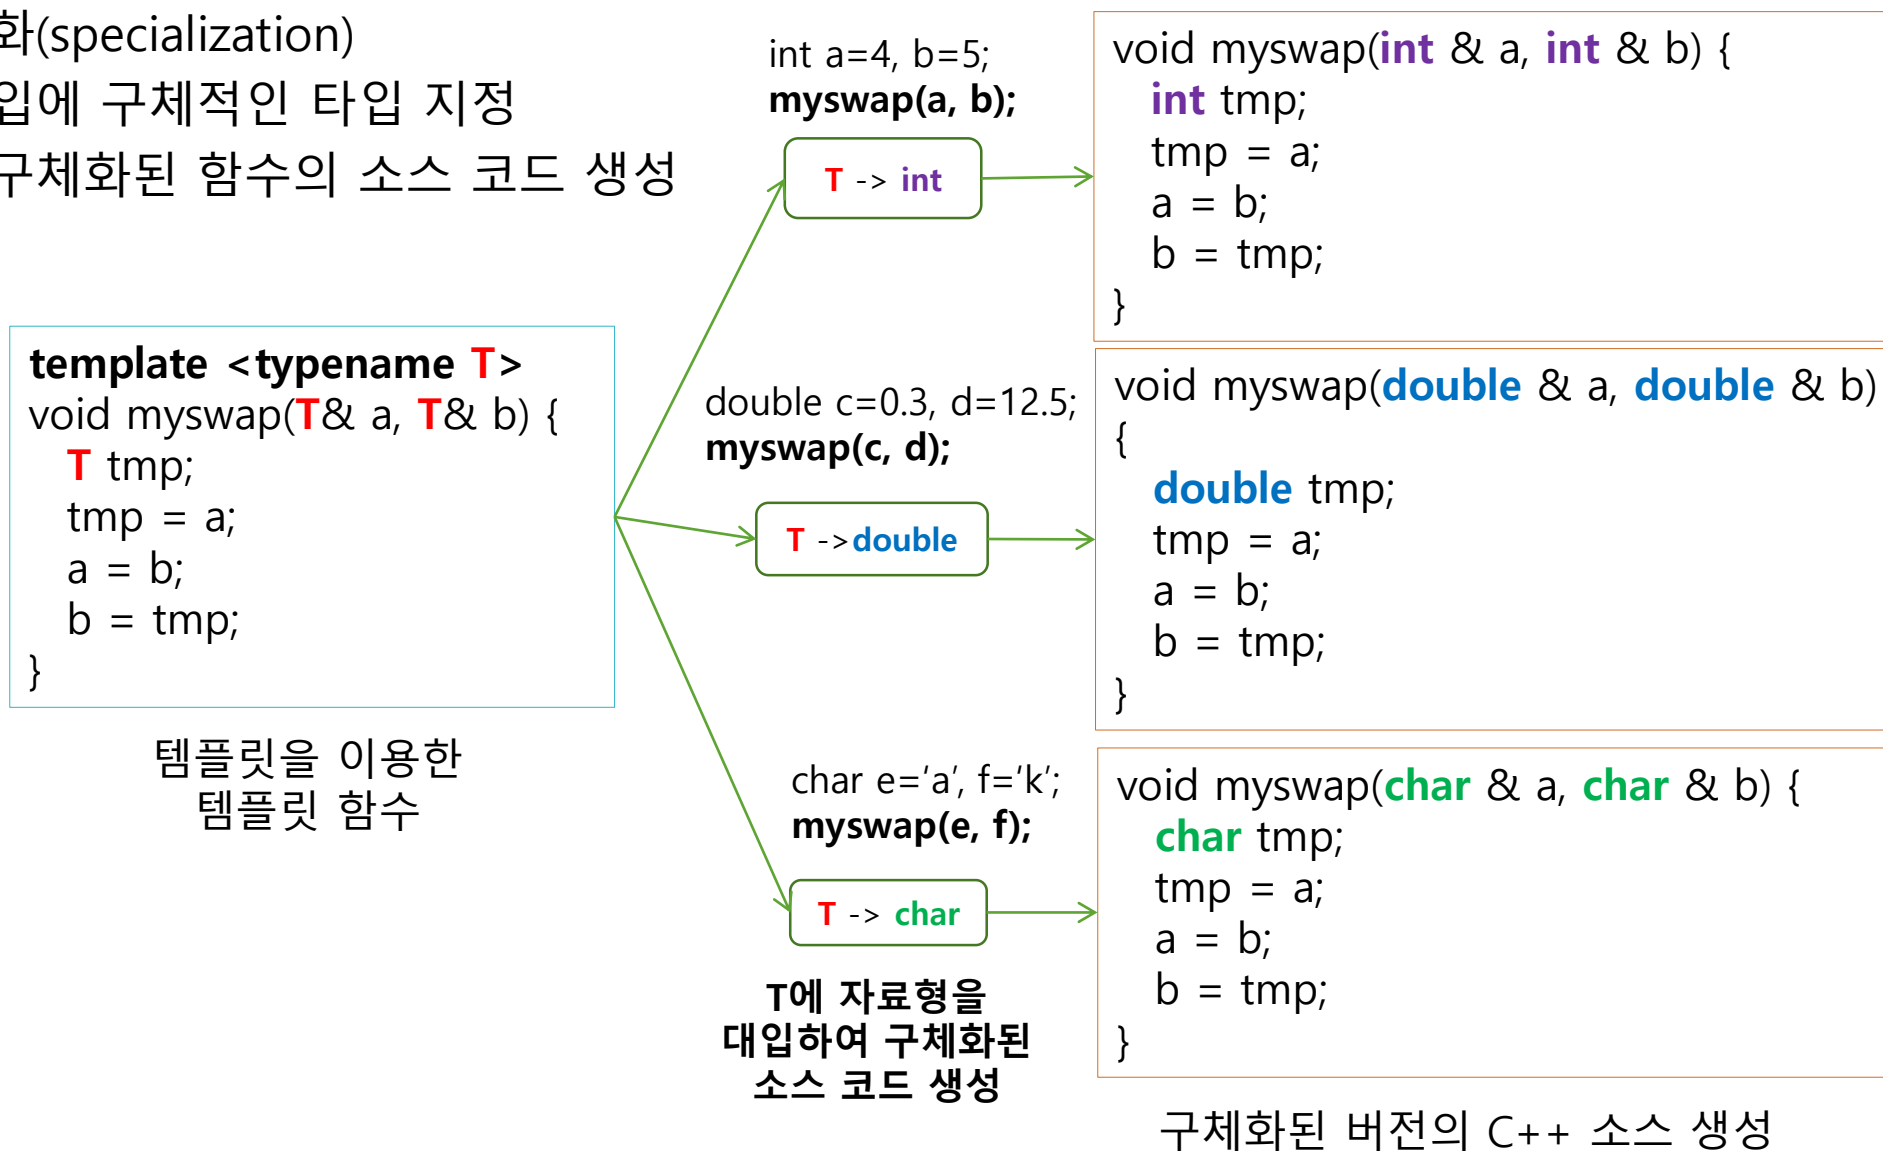 화(specialization)
입에 구체적인 타입 지정
구체화된 함수의 소스 코드 생성
template <typename T>
void myswap(T& a, T& b) {
T tmp;
tmp = a;
a = b;
b = tmp;
}
템플릿을 이용한
템플릿 함수
int a=4, b=5;
myswap(a, b);
T -> int
double c=0.3, d=12.5;
myswap(c, d);
T ->double
char e=‘a’, f=‘k’;
myswap(e, f);
T -> char
T에 자료형을
대입하여 구체화된
소스 코드 생성
void myswap(int & a, int & b) {
int tmp;
tmp = a;
a = b;
b = tmp;
}
void myswap(double & a, double & b)
{
double tmp;
tmp = a;
a = b;
b = tmp;
}
void myswap(char & a, char & b) {
char tmp;
tmp = a;
a = b;
b = tmp;
}
구체화된 버전의 C++ 소스 생성